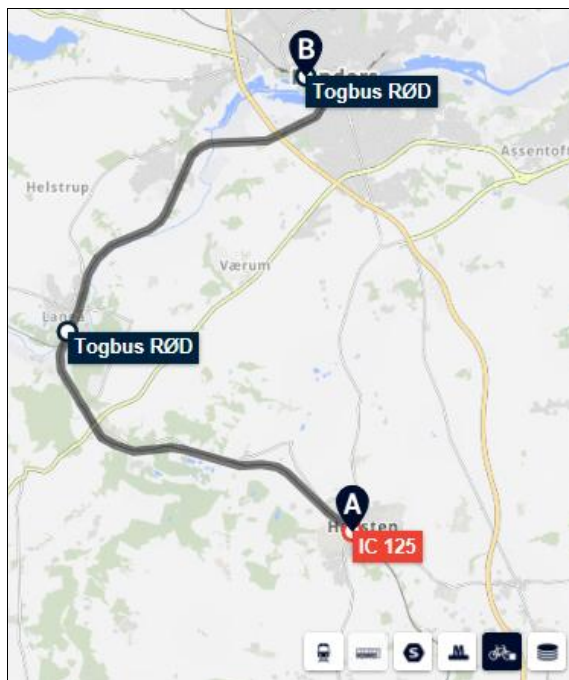 B
Togbus RØD
Assentoft
Helstrup
Værum
Togbus RØD
A
IC 125
S